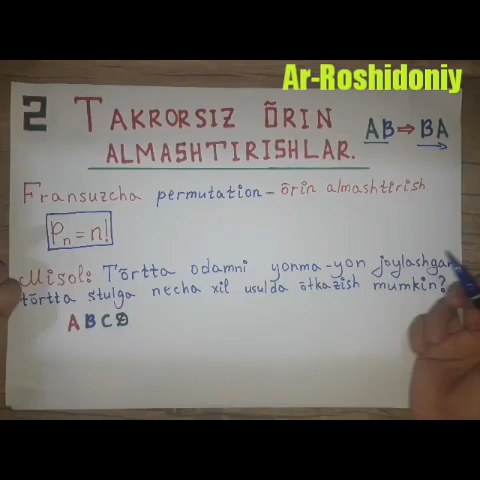 Ar-Roshidoniy
2 TAKRORSIZ ÕRIN
ALMASHTIRISHLAR.
AB ⇒ BA
Fransuzcha permutation - õrin almashtirish
Pn = n!
Misol: Tõrtta odamni yonma-yon joylashgan
tõrtta stulga necha xil usulda õtkazish mumkin?
A B C D